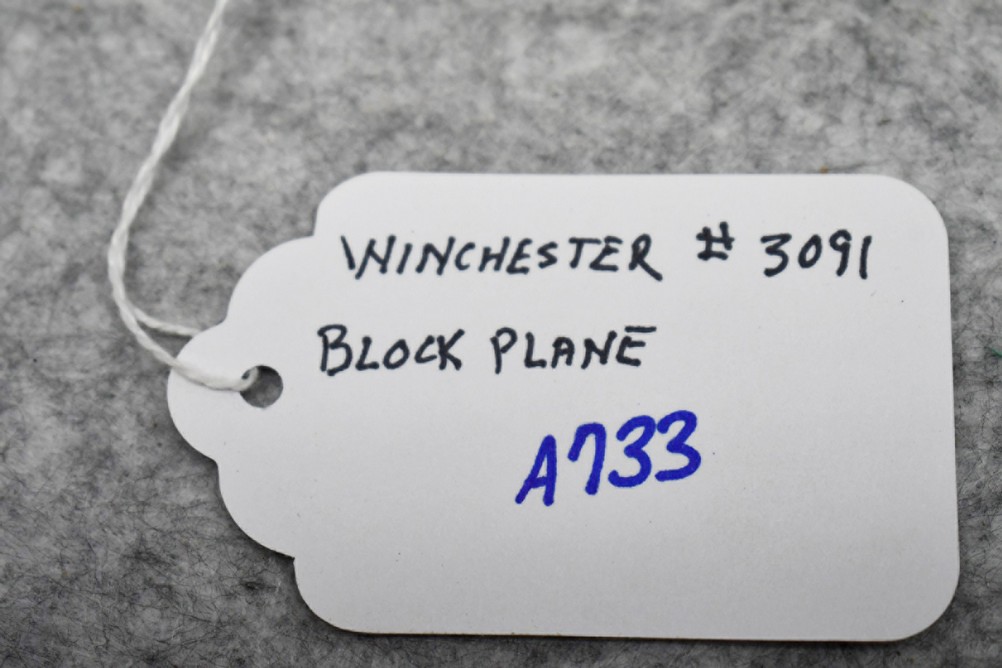 WINCHESTER # 3091
BLOCK PLANE
A733